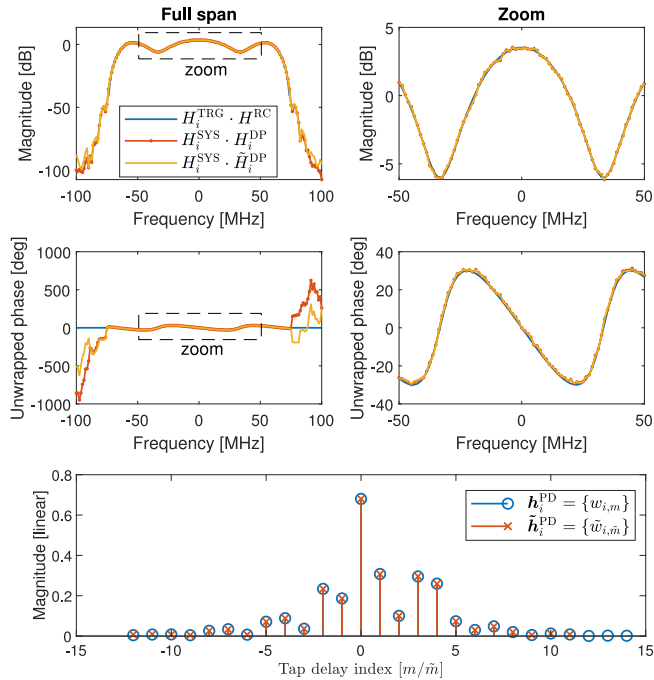 Full span
Zoom
Magnitude [dB]
0
-50
-100
zoom
H_i^TRG · H^RC
H_i^SYS · H_i^DP
H_i^SYS · H̃_i^DP
-100 -50 0 50 100
Frequency [MHz]
Magnitude [dB]
5
0
-5
-50 0 50
Frequency [MHz]
Unwrapped phase [deg]
1000
500
0
-500
-1000
zoom
-100 -50 0 50 100
Frequency [MHz]
Unwrapped phase [deg]
40
20
0
-20
-40
-50 0 50
Frequency [MHz]
Magnitude [linear]
0.8
0.6
0.4
0.2
0
h_i^PD = {w_i,m}
h̃_i^PD = {w̃_i,m̃}
-15 -10 -5 0 5 10 15
Tap delay index [m/m̃]